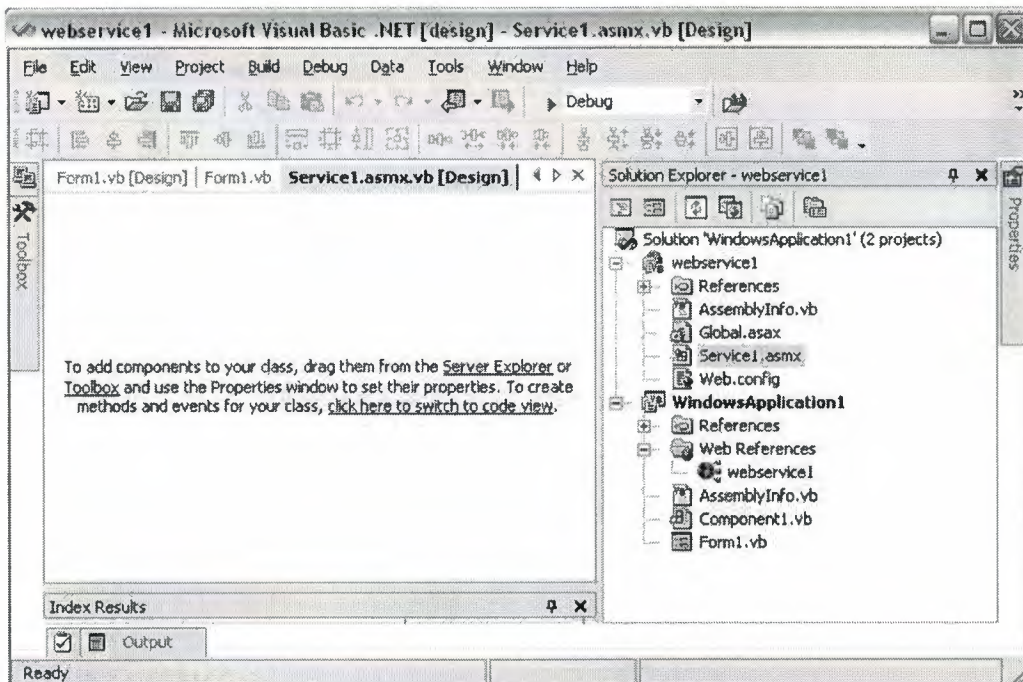 webservice1 - Microsoft Visual Basic .NET [design] - Service1.asmx.vb [Design]
File Edit View Project Build Debug Data Tools Window Help
Debug
Form1.vb [Design] Form1.vb Service1.asmx.vb [Design]
Solution Explorer - webservice1
Toolbox
Properties
Solution 'WindowsApplication1' (2 projects)
webservice1
References
AssemblyInfo.vb
Global.asax
Service1.asmx
Web.config
WindowsApplication1
References
Web References
webservice1
AssemblyInfo.vb
Component1.vb
Form1.vb
To add components to your class, drag them from the Server Explorer or
Toolbox and use the Properties window to set their properties. To create
methods and events for your class, click here to switch to code view.
Index Results
Output
Ready